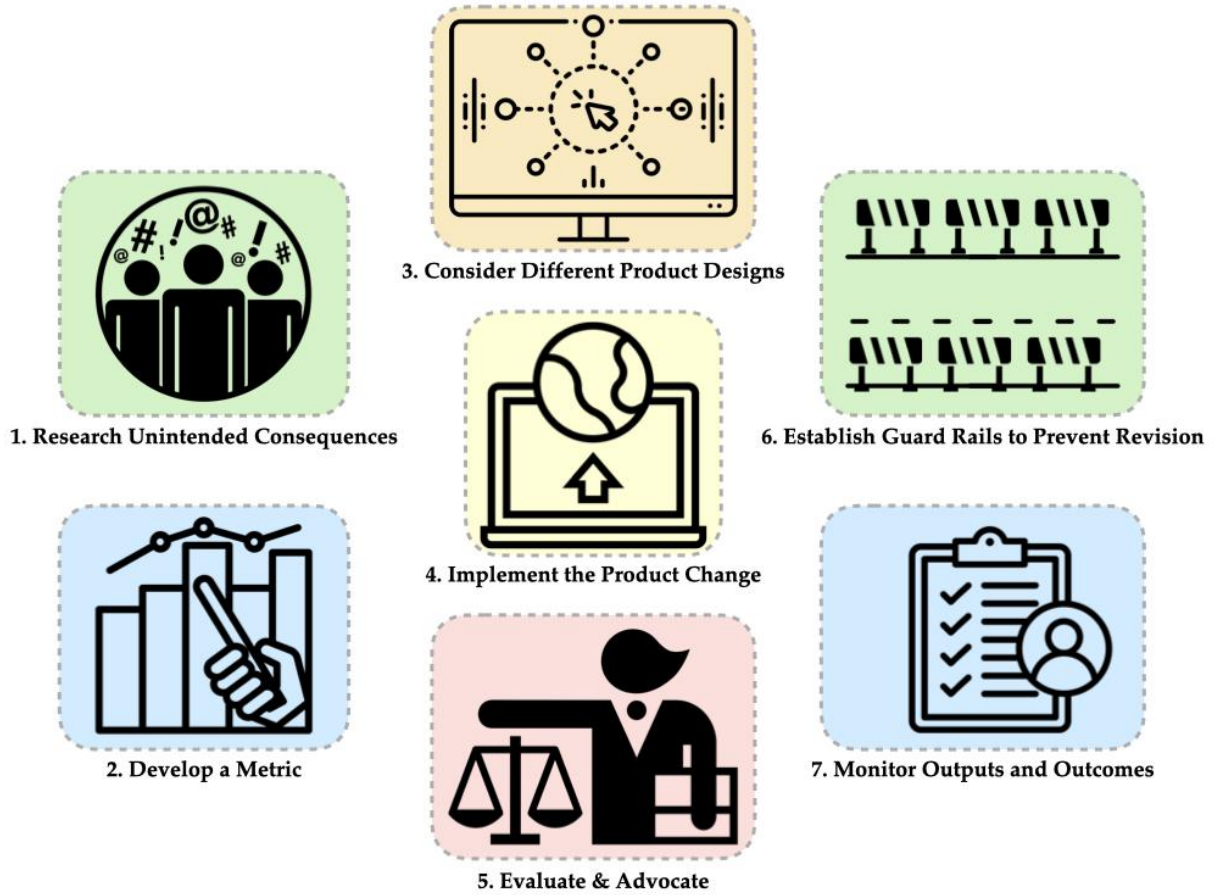 1. Research Unintended Consequences
2. Develop a Metric
3. Consider Different Product Designs
4. Implement the Product Change
5. Evaluate & Advocate
6. Establish Guard Rails to Prevent Revision
7. Monitor Outputs and Outcomes